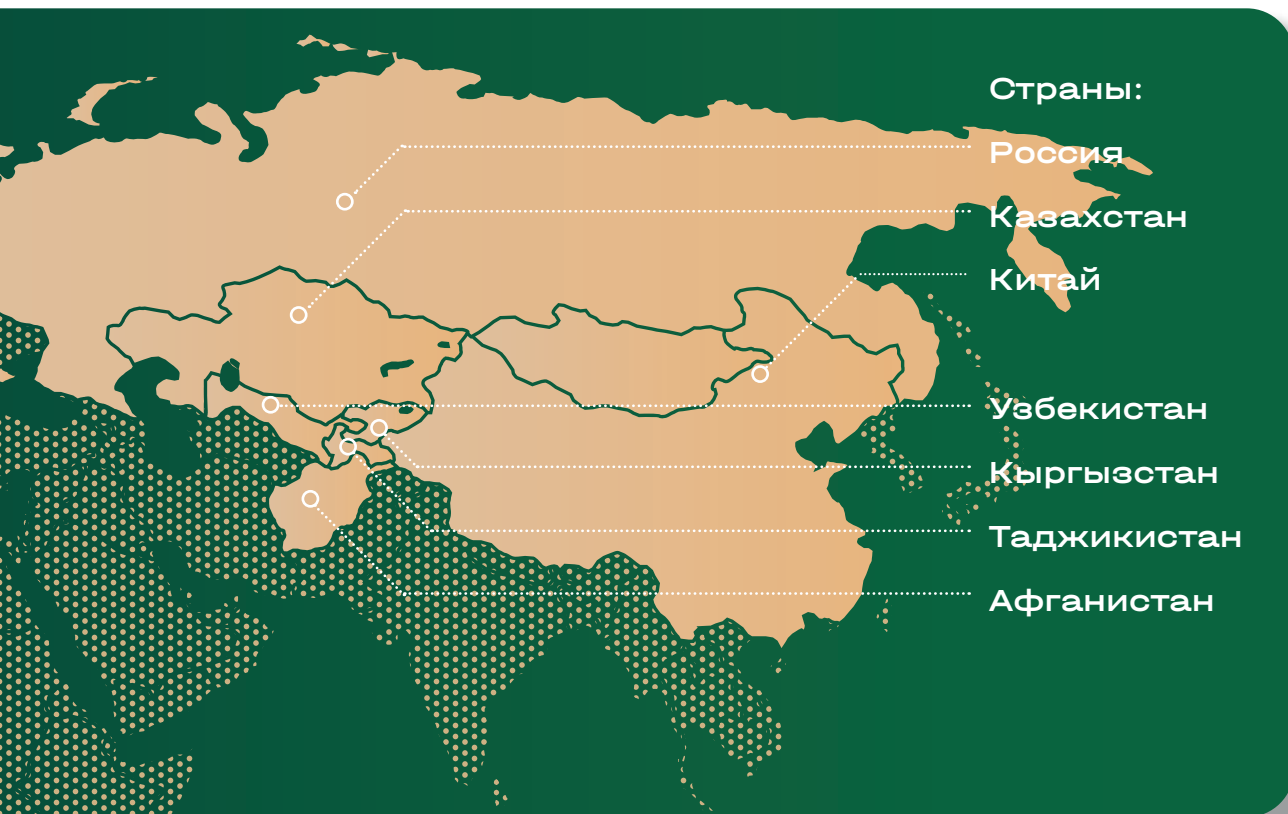 Страны:
Россия
Казахстан
Китай
Узбекистан
Кыргызстан
Таджикистан
Афганистан